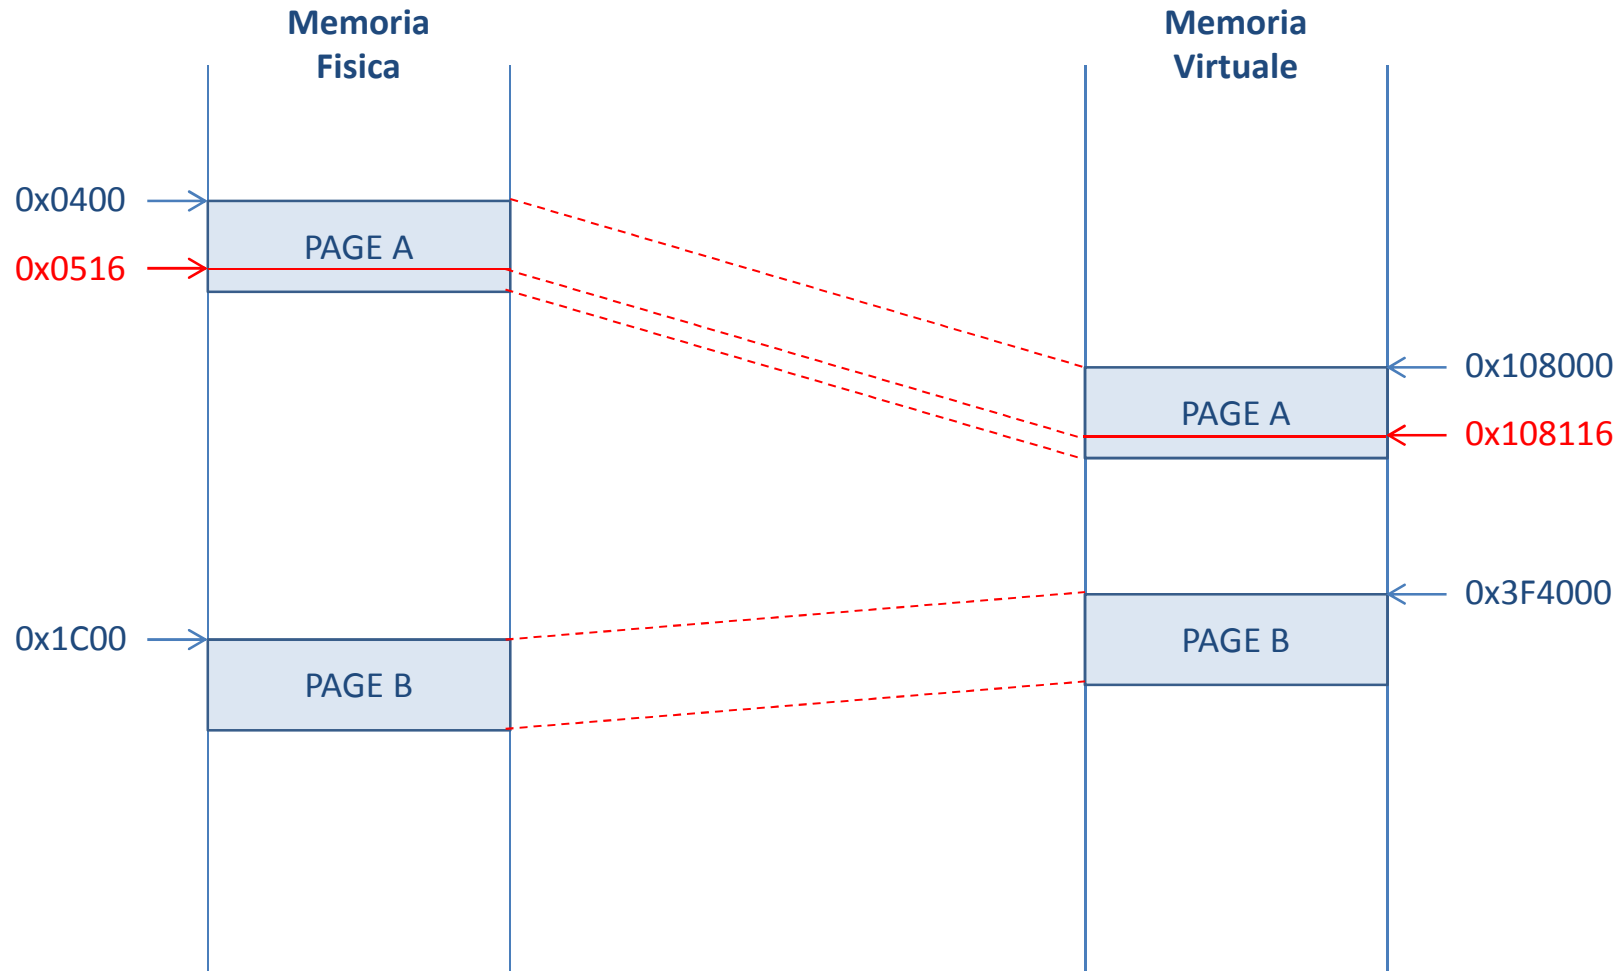 Memoria
Fisica
Memoria
Virtuale
0x0400
PAGE A
0x0516
0x108000
PAGE A
0x108116
0x3F4000
0x1C00
PAGE B
PAGE B